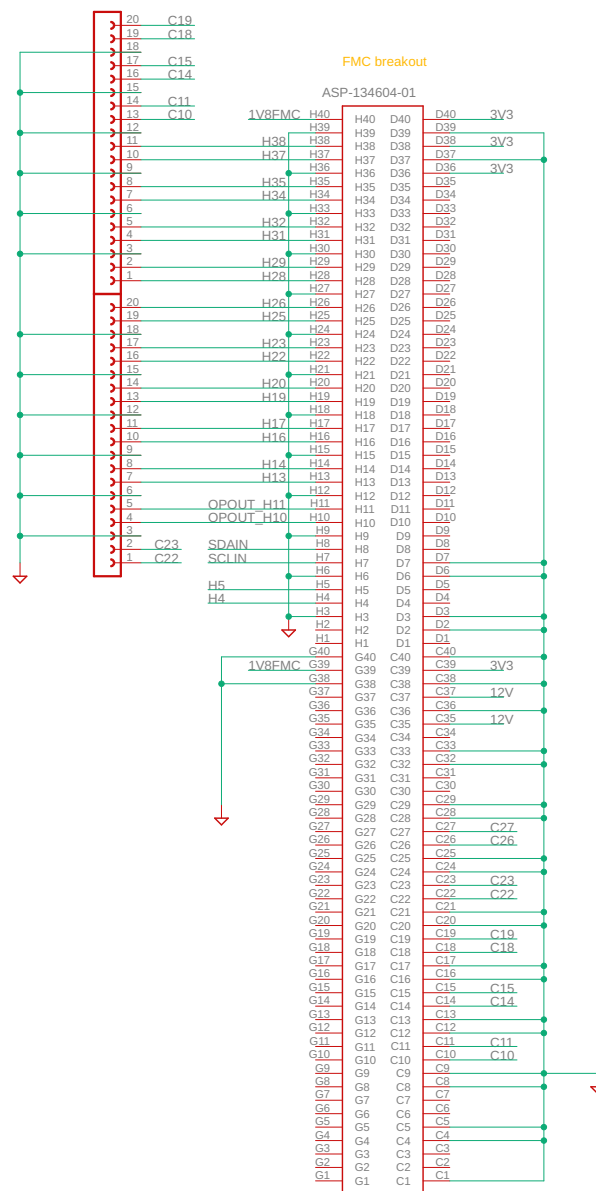 20 C19
19 C18
18
17 C15
FMC breakout
16 C14
15
ASP-134604-01
14 C11
13 C10 1V8FMC H40 H40 D40 D40 3V3
12 H39 H39 D39 D39
11 H38 H38 H38 D38 D38 3V3
10 H37 H37 H37 D37 D37
9 H36 H36 D36 D36 3V3
8 H35 H35 H35 D35 D35
7 H34 H34 H34 D34 D34
6 H33 H33 D33 D33
5 H32 H32 H32 D32 D32
4 H31 H31 H31 D31 D31
3 H30 H30 D30 D30
2 H29 H29 H29 D29 D29
1 H28 H28 H28 D28 D28
H27 H27 D27 D27
20 H26 H26 H26 D26 D26
19 H25 H25 H25 D25 D25
18 H24 H24 D24 D24
17 H23 H23 H23 D23 D23
16 H22 H22 H22 D22 D22
15 H21 H21 D21 D21
14 H20 H20 H20 D20 D20
13 H19 H19 H19 D19 D19
12 H18 H18 D18 D18
11 H17 H17 H17 D17 D17
10 H16 H16 H16 D16 D16
9 H15 H15 D15 D15
8 H14 H14 H14 D14 D14
7 H13 H13 H13 D13 D13
6 H12 H12 D12 D12
5 OPOUT_H11 H11 H11 D11 D11
4 OPOUT_H10 H10 H10 D10 D10
3 H9 H9 D9 D9
2 C23 SDAIN H8 H8 D8 D8
1 C22 SCLIN H7 H7 D7 D7
H6 H6 D6 D6
H5 H5 H5 D5 D5
H4 H4 H4 D4 D4
H3 H3 D3 D3
H2 H2 D2 D2
H1 H1 D1 D1
G40 G40 C40 C40
1V8FMC G39 G39 C39 C39 3V3
G38 G38 C38 C38
G37 G37 C37 C37 12V
G36 G36 C36 C36
G35 G35 C35 C35 12V
G34 G34 C34 C34
G33 G33 C33 C33
G32 G32 C32 C32
G31 G31 C31 C31
G30 G30 C30 C30
G29 G29 C29 C29
G28 G28 C28 C28
G27 G27 C27 C27 C27
G26 G26 C26 C26 C26
G25 G25 C25 C25
G24 G24 C24 C24
G23 G23 C23 C23 C23
G22 G22 C22 C22 C22
G21 G21 C21 C21
G20 G20 C20 C20
G19 G19 C19 C19 C19
G18 G18 C18 C18 C18
G17 G17 C17 C17
G16 G16 C16 C16
G15 G15 C15 C15 C15
G14 G14 C14 C14 C14
G13 G13 C13 C13
G12 G12 C12 C12
G11 G11 C11 C11 C11
G10 G10 C10 C10 C10
G9 G9 C9 C9
G8 G8 C8 C8
G7 G7 C7 C7
G6 G6 C6 C6
G5 G5 C5 C5
G4 G4 C4 C4
G3 G3 C3 C3
G2 G2 C2 C2
G1 G1 C1 C1